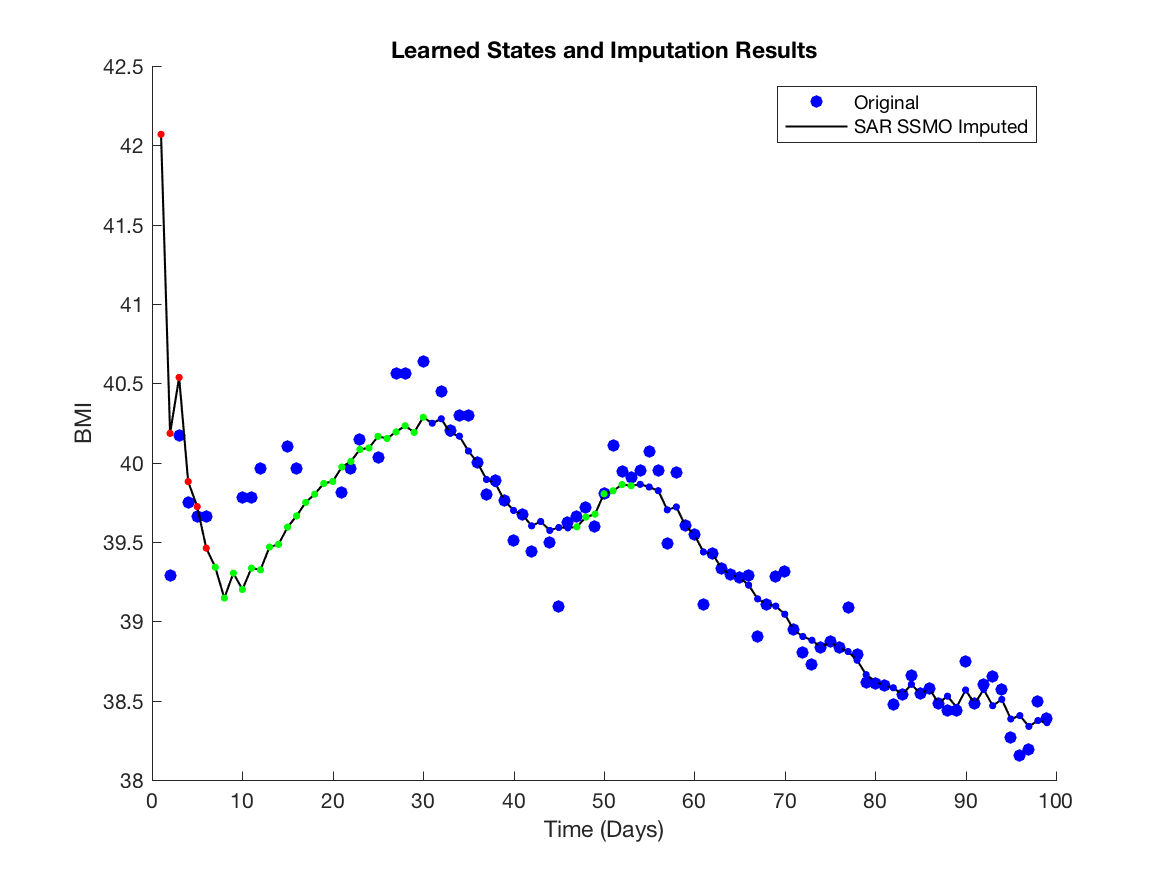 Learned States and Imputation Results
Original
SAR SSMO Imputed
BMI
42.5
42
41.5
41
40.5
40
39.5
39
38.5
38
0 10 20 30 40 50 60 70 80 90 100
Time (Days)